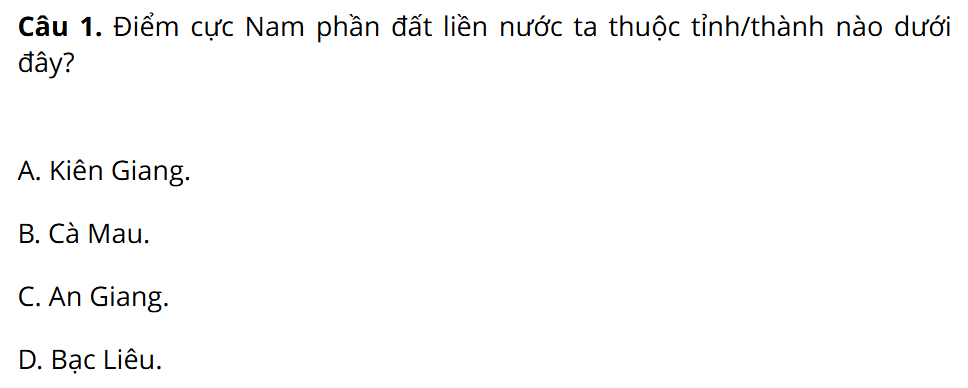 Câu 1. Điểm cực Nam phần đất liền nước ta thuộc tỉnh/thành nào dưới
đây?
A. Kiên Giang.
B. Cà Mau.
C. An Giang.
D. Bạc Liêu.